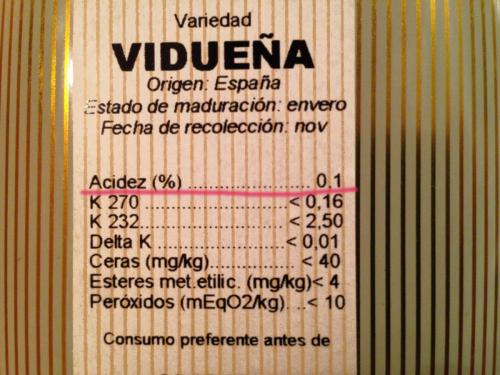 Variedad
VIDUEÑA
Origen: España
Estado de maduración: envero
Fecha de recolección: nov
Acidez (%) ........................ 0,1
K 270 ...........................< 0,16
K 232 ...........................< 2,50
Delta K .........................< 0,01
Ceras (mg/kg)................< 40
Esteres met.etilic. (mg/kg)< 4
Peróxidos (mEqO2/kg). ..< 10
Consumo preferente antes de